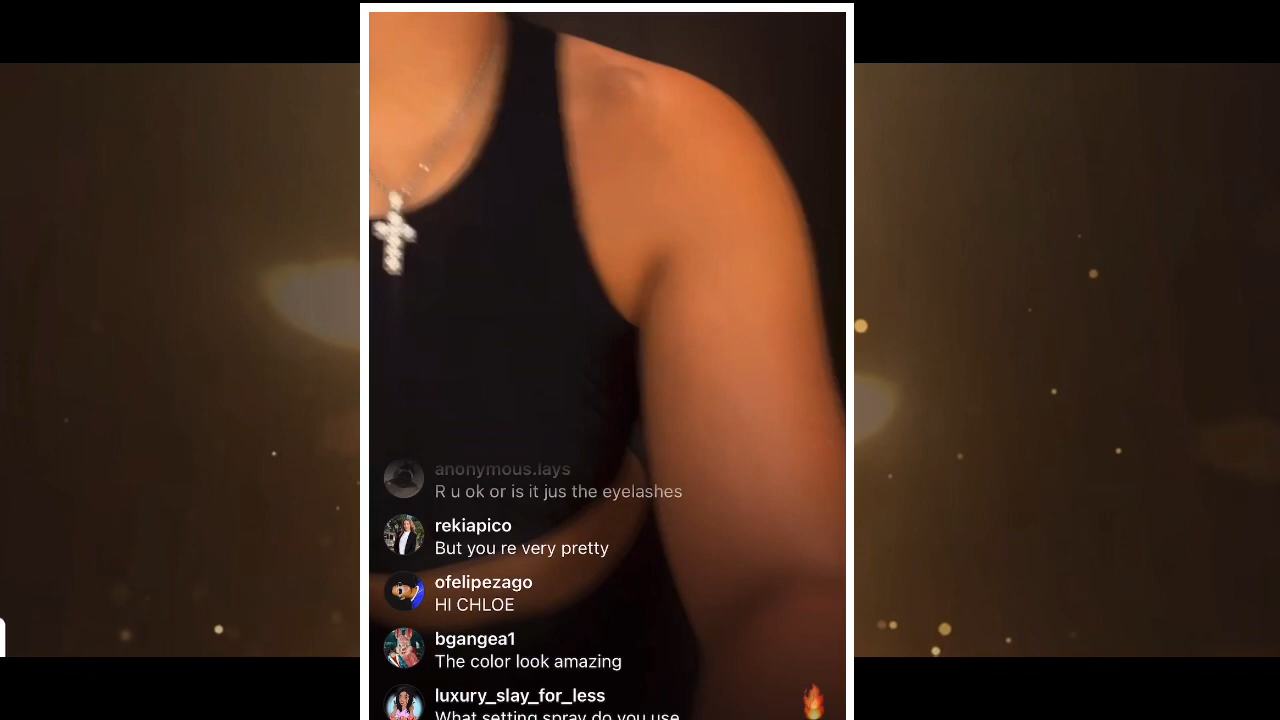 anonymous.lays
R u ok or is it jus the eyelashes
rekiapico
But you re very pretty
ofelipezago
HI CHLOE
bgangea1
The color look amazing
luxury_slay_for_less
What setting spray do you use